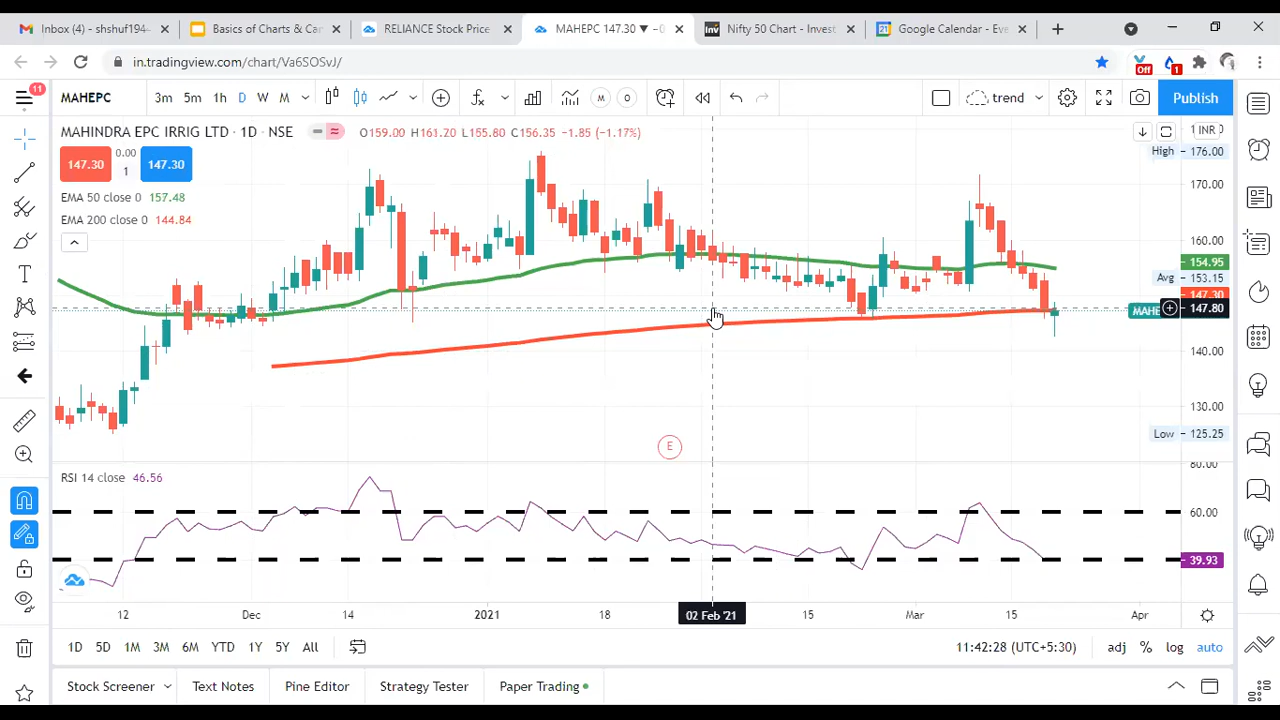 Inbox (4) - shshuf194-
Basics of Charts & Car
RELIANCE Stock Price
MAHEPC 147.30 ▼ −0
Nifty 50 Chart - Invest
Google Calendar - Eve
in.tradingview.com/chart/Va6SOSvJ/
Off
1
11
MAHEPC
3m 5m 1h D W M
M O
trend
Publish
MAHINDRA EPC IRRIG LTD · 1D · NSE
O159.00 H161.20 L155.80 C156.35 −1.85 (−1.17%)
INR
147.30
0.00
1
147.30
High 176.00
EMA 50 close 0 157.48
EMA 200 close 0 144.84
170.00
160.00
154.95
Avg 153.15
147.30
MAHE
147.80
140.00
130.00
Low 125.25
E
RSI 14 close 46.56
80.00
60.00
39.93
12 Dec 14 2021 18 02 Feb '21 15 Mar 15 Apr
1D 5D 1M 3M 6M YTD 1Y 5Y All
11:42:28 (UTC+5:30)
adj % log auto
Stock Screener
Text Notes
Pine Editor
Strategy Tester
Paper Trading